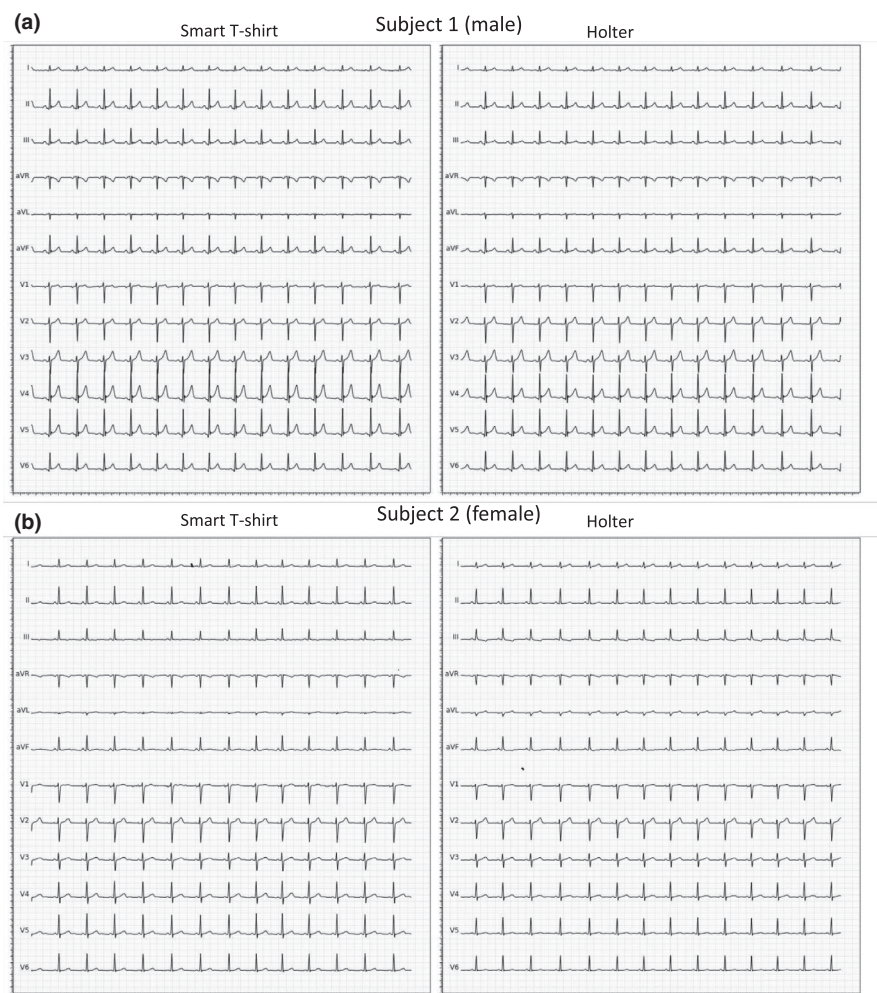 (a) Subject 1 (male)
Smart T-shirt Holter
I I
II II
III III
aVR aVR
aVL aVL
aVF aVF
V1 V1
V2 V2
V3 V3
V4 V4
V5 V5
V6 V6
(b) Subject 2 (female)
Smart T-shirt Holter
I I
II II
III III
aVR aVR
aVL aVL
aVF aVF
V1 V1
V2 V2
V3 V3
V4 V4
V5 V5
V6 V6